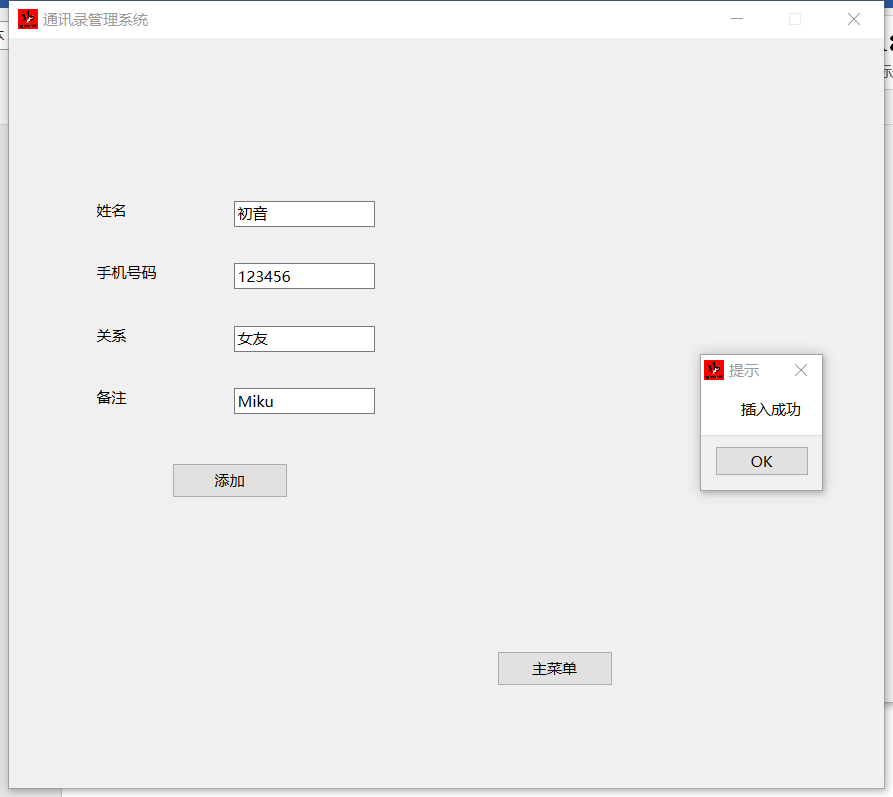 通讯录管理系统
姓名 初音
手机号码 123456
关系 女友
备注 Miku
添加
提示
插入成功
OK
主菜单